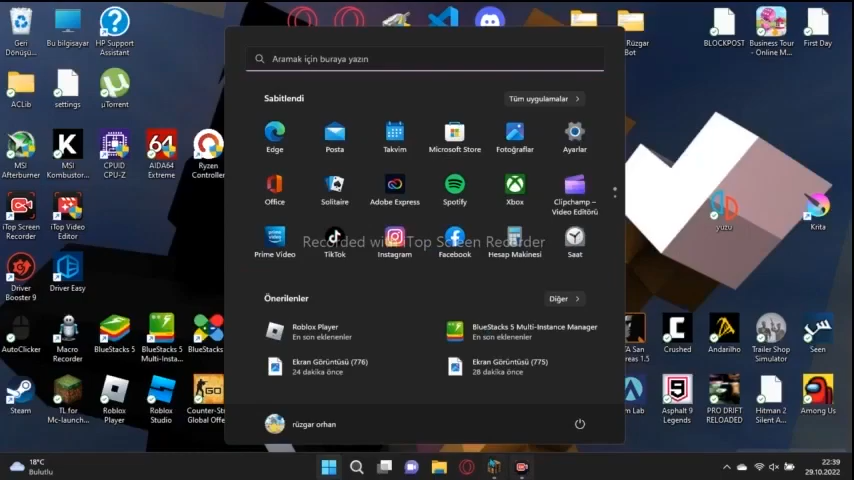 Geri
Dönüşü...
Bu bilgisayar
HP Support
Assistant
Rüzgar
Bot
BLOCKPOST
Business Tour
- Online M...
First Day
Aramak için buraya yazın
Sabitlendi
Tüm uygulamalar
ACLib
settings
µTorrent
Edge
Posta
Takvim
Microsoft Store
Fotoğraflar
Ayarlar
MSI
Afterburner
MSI
Kombustor...
CPUID
CPU-Z
64
AIDA64
Extreme
Ryzen
Controller
Office
Solitaire
Adobe Express
Spotify
Xbox
Clipchamp –
Video Editörü
iTop Screen
Recorder
iTop Video
Editor
yuzu
Krita
Recorded with iTop Screen Recorder
Prime Video
TikTok
Instagram
Facebook
Hesap Makinesi
Saat
Driver
Booster 9
Driver Easy
Önerilenler
Diğer
Roblox Player
En son eklenenler
BlueStacks 5 Multi-Instance Manager
En son eklenenler
Ekran Görüntüsü (776)
24 dakika önce
Ekran Görüntüsü (775)
28 dakika önce
AutoClicker
Macro
Recorder
BlueStacks 5
BlueStacks 5
Multi-Insta...
BlueStacks
Crushed
Andarilho
Trailer Shop
Simulator
Seen
Steam
TL for
Mc-launch...
Roblox
Player
Roblox
Studio
GO
Counter-St
Global Offe
Asphalt 9
Legends
PRO DRIFT
RELOADED
Hitman 2
Silent A...
Among Us
rüzgar orhan
18°C
Bulutlu
22:39
29.10.2022